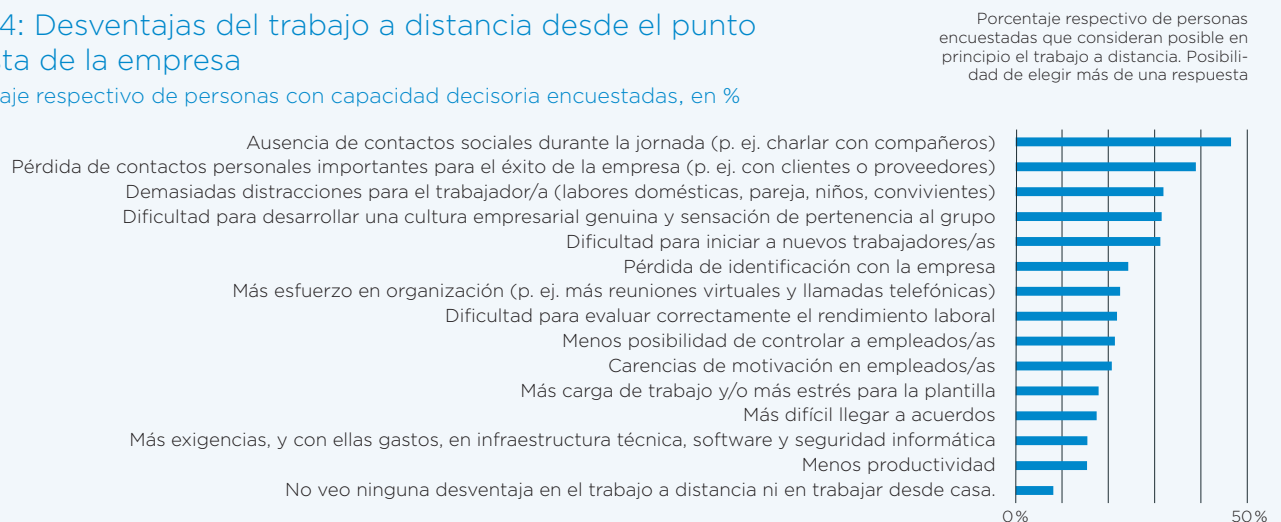 4: Desventajas del trabajo a distancia desde el punto
sta de la empresa
aje respectivo de personas con capacidad decisoria encuestadas, en %
Porcentaje respectivo de personas
encuestadas que consideran posible en
principio el trabajo a distancia. Posibili-
dad de elegir más de una respuesta
Ausencia de contactos sociales durante la jornada (p. ej. charlar con compañeros)
Pérdida de contactos personales importantes para el éxito de la empresa (p. ej. con clientes o proveedores)
Demasiadas distracciones para el trabajador/a (labores domésticas, pareja, niños, convivientes)
Dificultad para desarrollar una cultura empresarial genuina y sensación de pertenencia al grupo
Dificultad para iniciar a nuevos trabajadores/as
Pérdida de identificación con la empresa
Más esfuerzo en organización (p. ej. más reuniones virtuales y llamadas telefónicas)
Dificultad para evaluar correctamente el rendimiento laboral
Menos posibilidad de controlar a empleados/as
Carencias de motivación en empleados/as
Más carga de trabajo y/o más estrés para la plantilla
Más difícil llegar a acuerdos
Más exigencias, y con ellas gastos, en infraestructura técnica, software y seguridad informática
Menos productividad
No veo ninguna desventaja en el trabajo a distancia ni en trabajar desde casa.
0% 50%